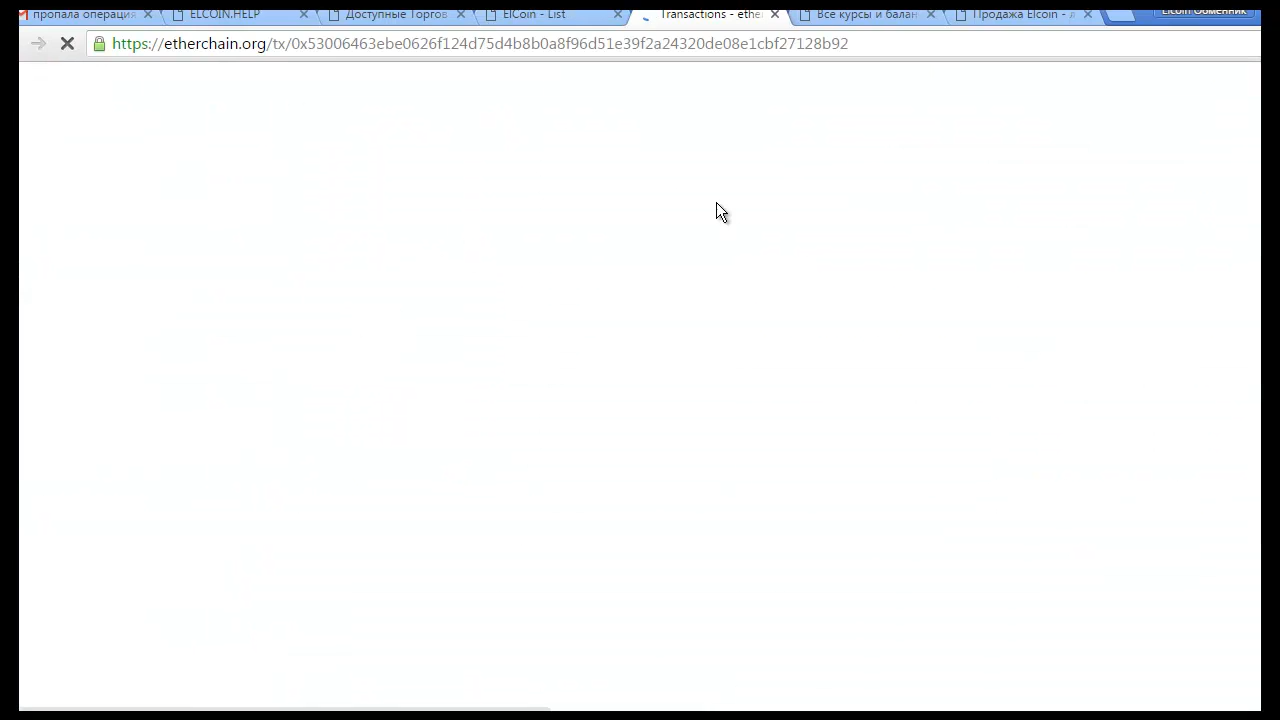 пропала операция
ELCOIN.HELP
Доступные Торгов
ElCoin - List
Transactions - ether
Все курсы и балан
Продажа Elcoin - л
Elcoin Обменник
https://etherchain.org/tx/0x53006463ebe0626f124d75d4b8b0a8f96d51e39f2a24320de08e1cbf27128b92